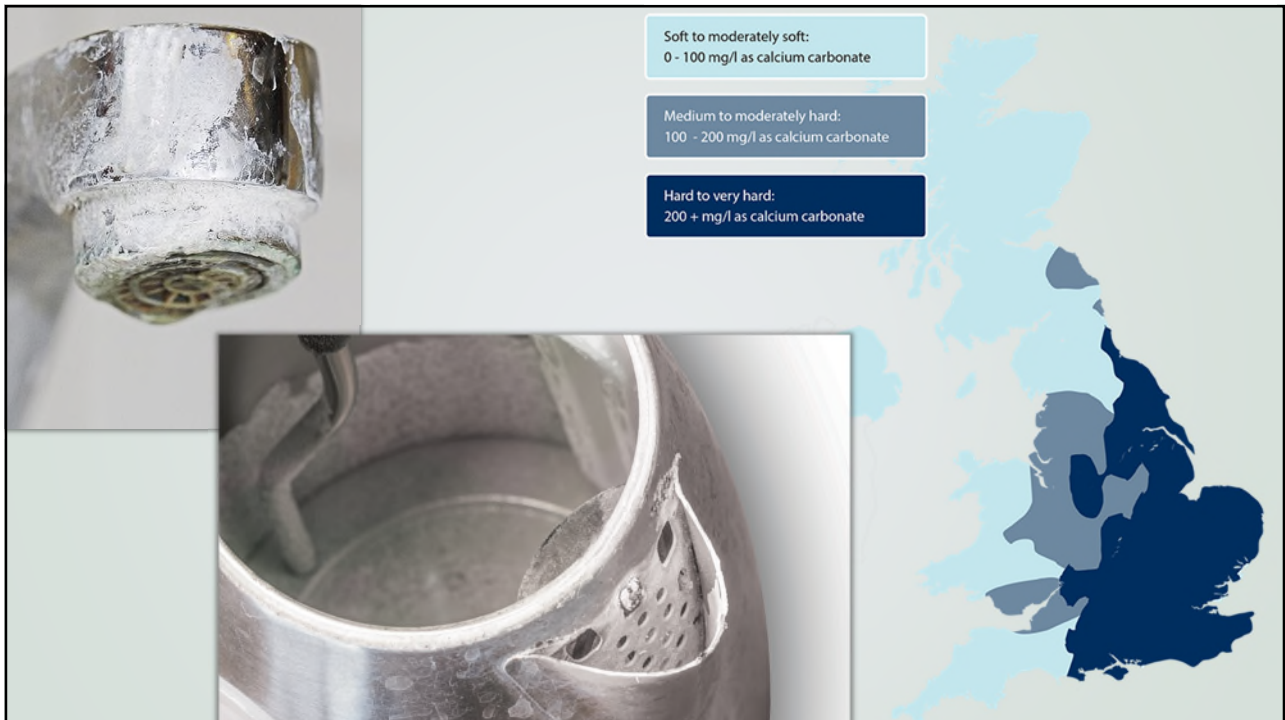 Soft to moderately soft:
0 - 100 mg/l as calcium carbonate
Medium to moderately hard:
100 - 200 mg/l as calcium carbonate
Hard to very hard:
200 + mg/l as calcium carbonate